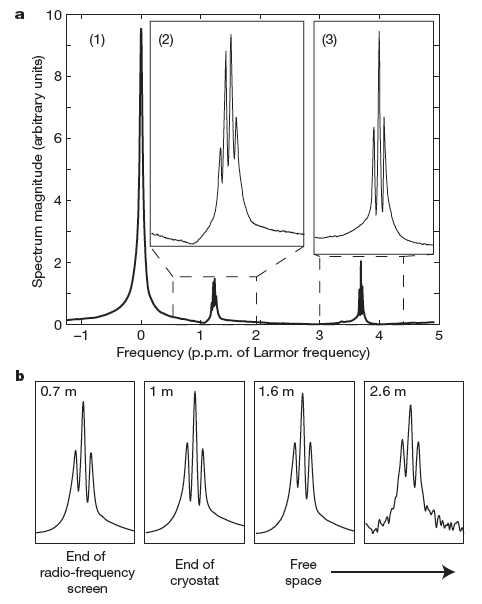 a
10
8
6
4
2
0
Spectrum magnitude (arbitrary units)
(1)
(2)
(3)
−1 0 1 2 3 4 5
Frequency (p.p.m. of Larmor frequency)
b
0.7 m
1 m
1.6 m
2.6 m
End of
radio-frequency
screen
End of
cryostat
Free
space